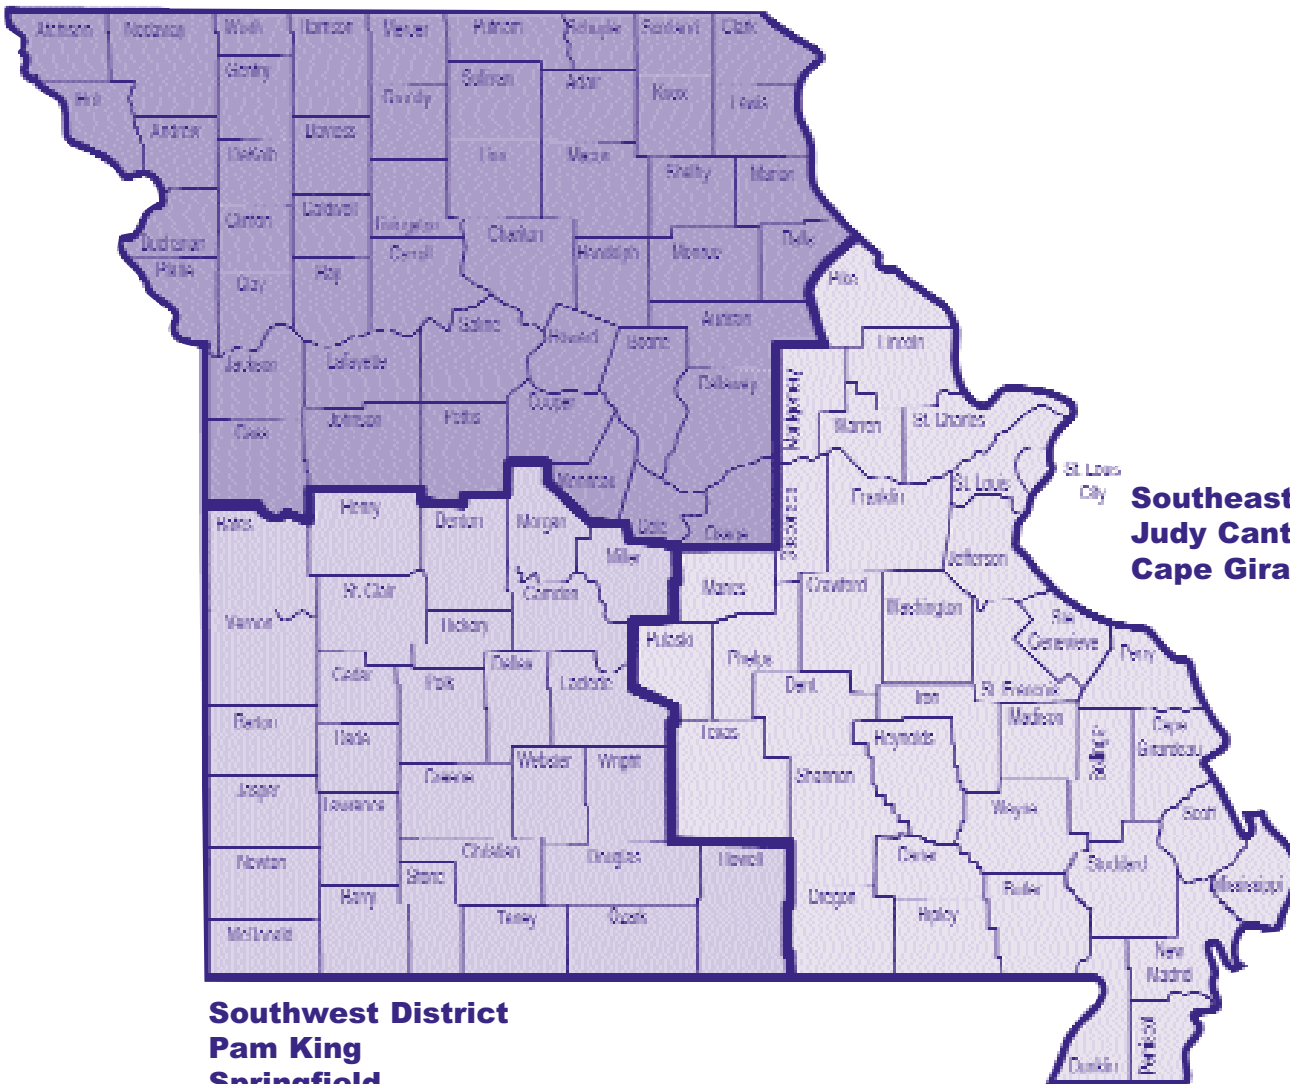 Atchison Nodaway Worth Harrison Mercer Putnam Schuyler Scotland Clark
Gentry Sullivan Adair
Holt Grundy Knox Lewis
Andrew Daviess
DeKalb Linn Macon
Shelby Marion
Clinton Caldwell Livingston Chariton
Buchanan Carroll Randolph Monroe Ralls
Platte Clay Ray Pike
Saline Howard Boone Audrain
Jackson Lafayette Lincoln
Callaway Montgomery
Cass Johnson Pettis Cooper Warren St. Charles
Moniteau St. Louis
St. Louis
City
Bates Henry Benton Morgan Cole Osage Gasconade Franklin
Southeast
Judy Cant
Cape Gira
Miller Jefferson
St. Clair Camden Maries Crawford Washington
Vernon Hickory Ste
Genevieve
Pulaski Phelps Perry
Cedar Polk Dallas Laclede Dent Iron St. Francois
Barton Dade Texas Reynolds Madison Bollinger Cape
Girardeau
Jasper Greene Webster Wright Shannon
Lawrence Wayne Scott
Newton Christian Douglas Howell Carter Stoddard
Barry Stone Oregon Butler Mississippi
McDonald Taney Ozark Ripley
New
Madrid
Dunklin Pemiscot
Southwest District
Pam King
Springfield